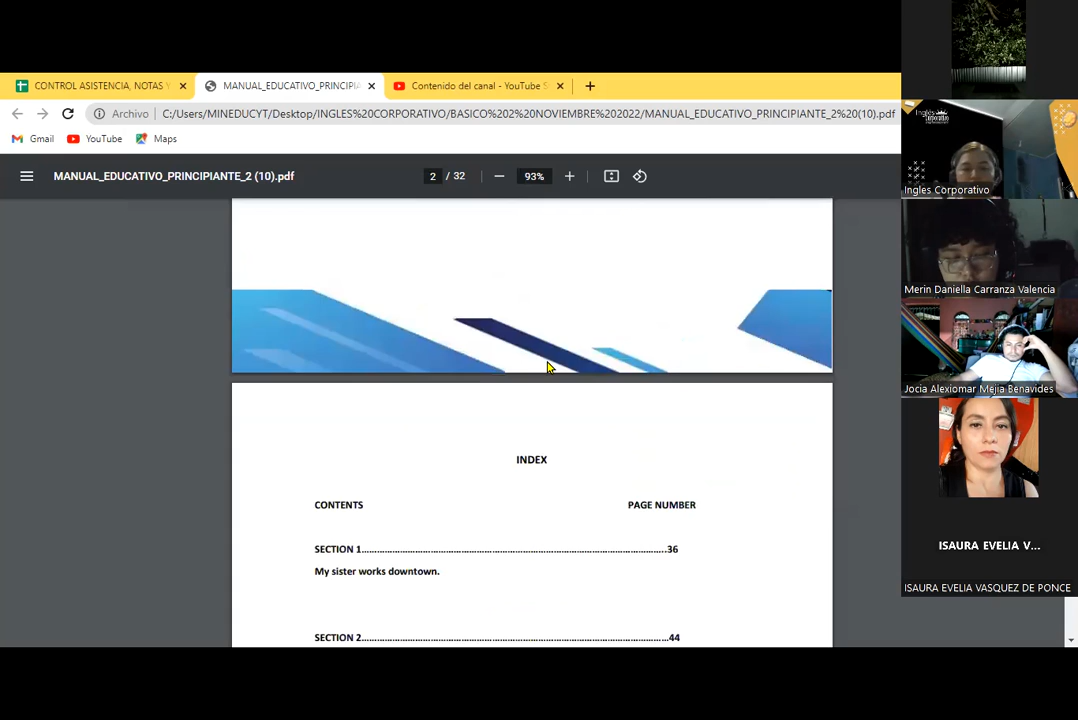 CONTROL ASISTENCIA, NOTAS Y
MANUAL_EDUCATIVO_PRINCIPIA
Contenido del canal - YouTube S
Archivo
C:/Users/MINEDUCYT/Desktop/INGLES%20CORPORATIVO/BASICO%202%20NOVIEMBRE%202022/MANUAL_EDUCATIVO_PRINCIPIANTE_2%20(10).pdf
Gmail
YouTube
Maps
MANUAL_EDUCATIVO_PRINCIPIANTE_2 (10).pdf
2 / 32
93%
INDEX
CONTENTS PAGE NUMBER
SECTION 1.......................................................................................36
My sister works downtown.
SECTION 2.......................................................................................44
Inglés
Corporativo
Ingles Corporativo
Merin Daniella Carranza Valencia
Jocia Alexiomar Mejia Benavides
ISAURA EVELIA V...
ISAURA EVELIA VASQUEZ DE PONCE